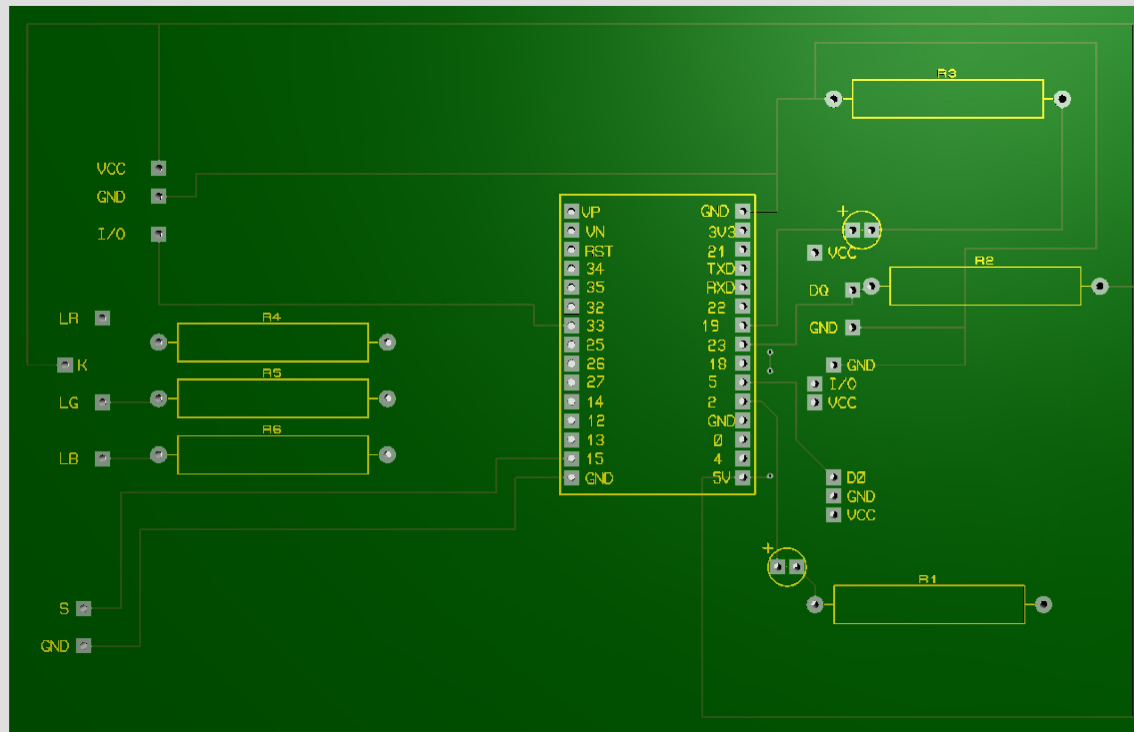 R3
VCC
GND
I/O
LR
R4
K
R5
LG
R6
LB
S
GND
VP
VN
RST
34
35
32
33
25
26
27
14
12
13
15
GND
GND
3V3
21
TXD
RXD
22
19
23
18
5
2
GND
0
4
5V
+
VCC
R2
DQ
GND
GND
I/O
VCC
D0
GND
VCC
+
R1